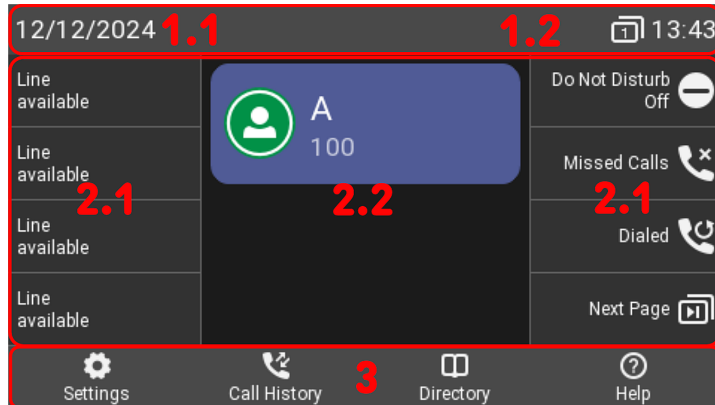 12/12/2024 1.1 1.2 1 13:43
Line
available
Line
available
2.1
Line
available
Line
available
A
100
2.2
Do Not Disturb
Off
Missed Calls
2.1
Dialed
Next Page
Settings
Call History
3
Directory
? Help